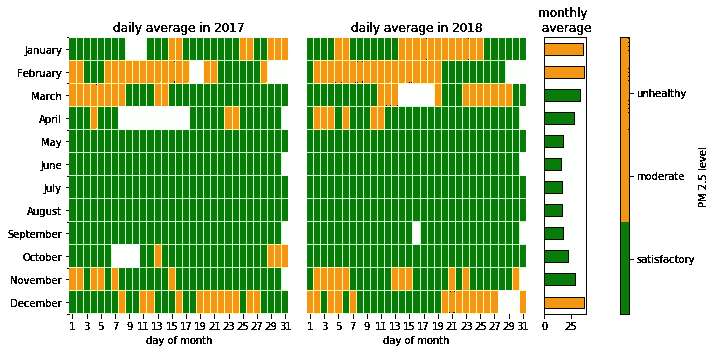 daily average in 2017
daily average in 2018
monthly
average
January
February
March
April
May
June
July
August
September
October
November
December
1 3 5 7 9 11 13 15 17 19 21 23 25 27 29 31
day of month
1 3 5 7 9 11 13 15 17 19 21 23 25 27 29 31
day of month
0 25
unhealthy
moderate
satisfactory
PM 2.5 level